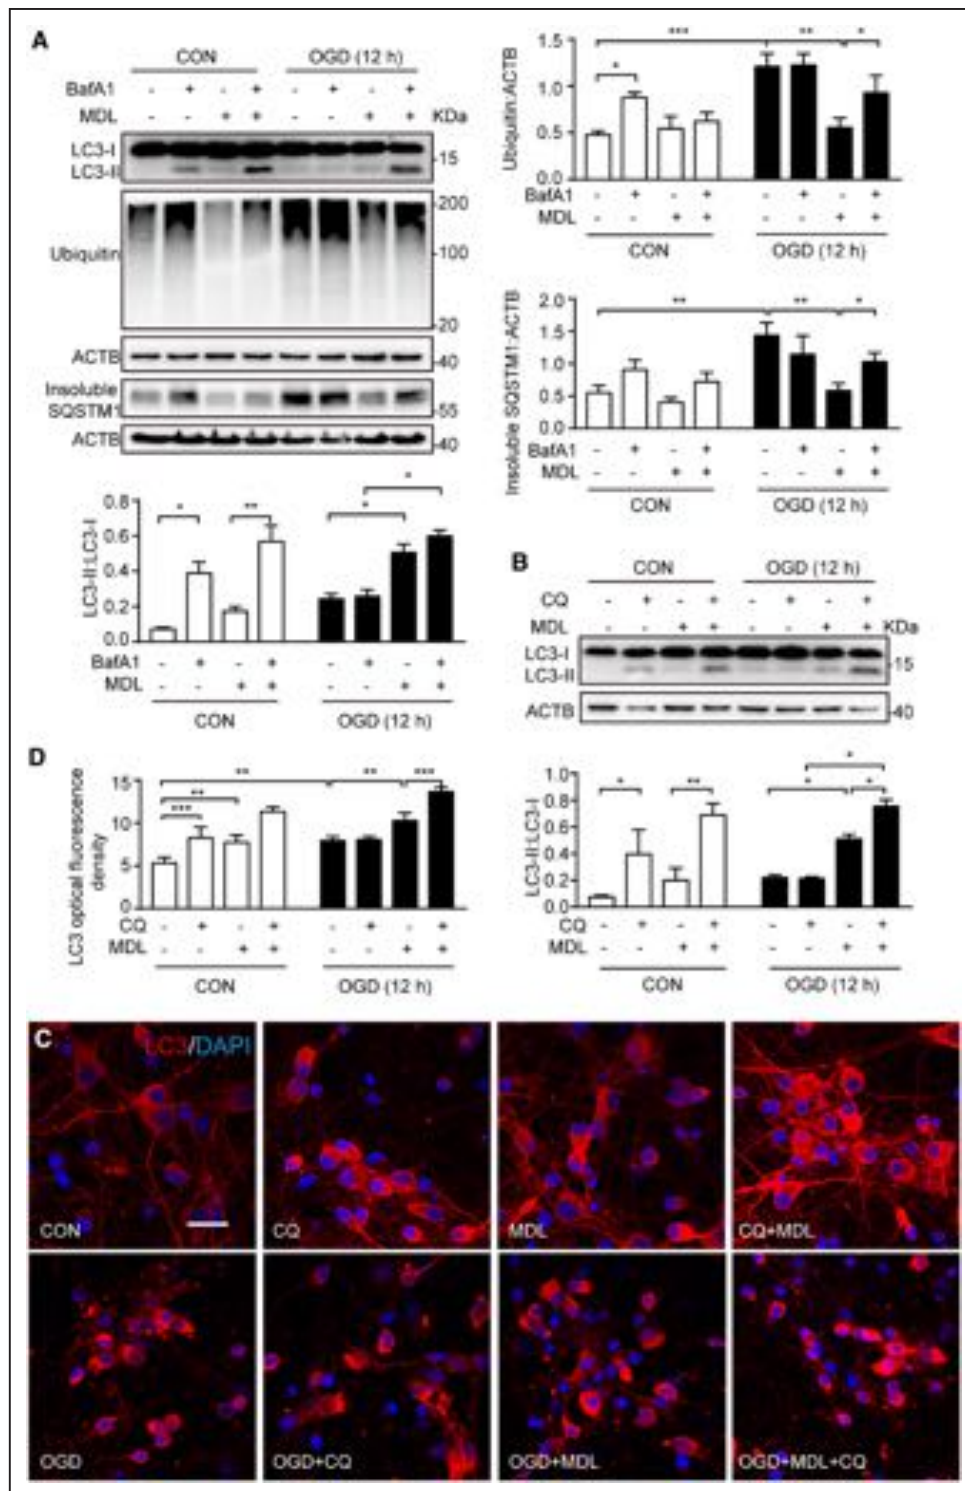 A
CON OGD (12 h)
BafA1 - + - + - + - +
MDL - - + + - - + + KDa
LC3-I
LC3-II -15
Ubiquitin -200
-100
-20
ACTB -40
Insoluble
SQSTM1 -55
ACTB -40
LC3-II:LC3-I
0.8
0.6
0.4
0.2
0.0
* ** * *
BafA1 - + - + - + - +
MDL - - + + - - + +
CON OGD (12 h)
Ubiquitin:ACTB
1.5
1.0
0.5
0.0
* *** ** *
BafA1 - + - + - + - +
MDL - - + + - - + +
CON OGD (12 h)
Insoluble SQSTM1:ACTB
2.0
1.5
1.0
0.5
0.0
** ** *
BafA1 - + - + - + - +
MDL - - + + - - + +
CON OGD (12 h)
B
CON OGD (12 h)
CQ - + - + - + - +
MDL - - + + - - + + KDa
LC3-I
LC3-II -15
ACTB -40
LC3-II:LC3-I
1.0
0.8
0.6
0.4
0.2
0.0
* ** * * *
CQ - + - + - + - +
MDL - - + + - - + +
CON OGD (12 h)
D
LC3 optical fluorescence
density
15
10
5
0
*** ** ** ** ***
CQ - + - + - + - +
MDL - - + + - - + +
CON OGD (12 h)
C
LC3/DAPI
CON CQ MDL CQ+MDL
OGD OGD+CQ OGD+MDL OGD+MDL+CQ